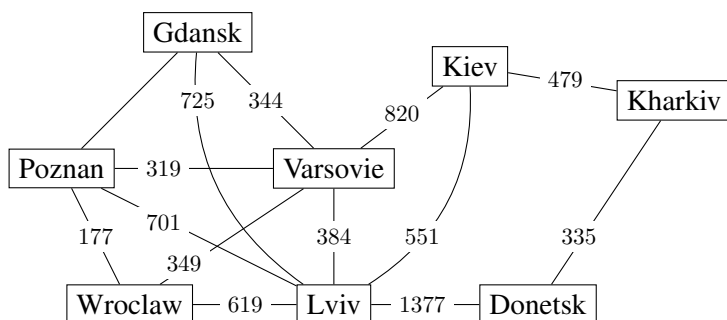 Gdansk
Kiev
479
Kharkiv
725
344
820
Poznan
319
Varsovie
177
701
349
384
551
335
Wroclaw
619
Lviv
1377
Donetsk